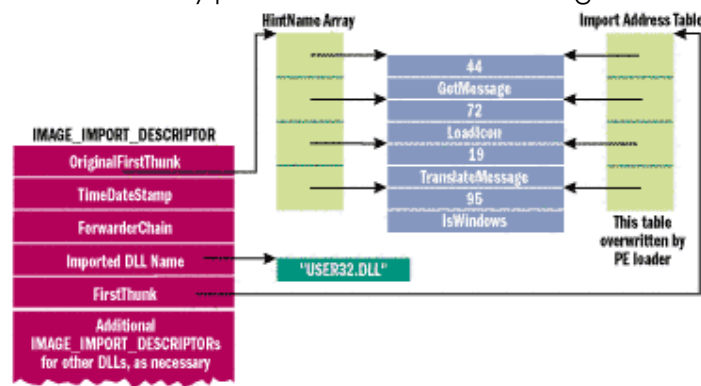 HintName Array
Import Address Table
44
GetMessage
72
LoadIcon
19
TranslateMessage
95
IsWindows
IMAGE_IMPORT_DESCRIPTOR
OriginalFirstThunk
TimeDateStamp
ForwarderChain
Imported DLL Name
FirstThunk
Additional
IMAGE_IMPORT_DESCRIPTORs
for other DLLs, as necessary
"USER32.DLL"
This table
overwritten by
PE loader